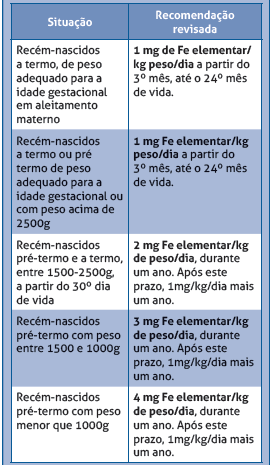 Situação
Recomendação
revisada
Recém-nascidos
a termo, de peso
adequado para a
idade gestacional
em aleitamento
materno
1 mg de Fe elementar/
kg peso/dia a partir do
3º mês, até o 24º mês
de vida.
Recém-nascidos
a termo ou pré
termo de peso
adequado para a
idade gestacional ou
com peso acima de
2500g
1 mg Fe elementar/kg
peso/dia a partir do
3º mês, até o 24º mês
de vida.
Recém-nascidos
pré-termo e a termo,
entre 1500-2500g,
a partir do 30º dia
de vida
2 mg Fe elementar/kg
de peso/dia, durante
um ano. Após este
prazo, 1mg/kg/dia mais
um ano.
Recém-nascidos
pré-termo com peso
entre 1500 e 1000g
3 mg Fe elementar/kg
de peso/dia, durante
um ano. Após este
prazo, 1mg/kg/dia mais
um ano.
Recém-nascidos
pré-termo com peso
menor que 1000g
4 mg Fe elementar/kg
de peso/dia, durante
um ano. Após este
prazo, 1mg/kg/dia mais
um ano.